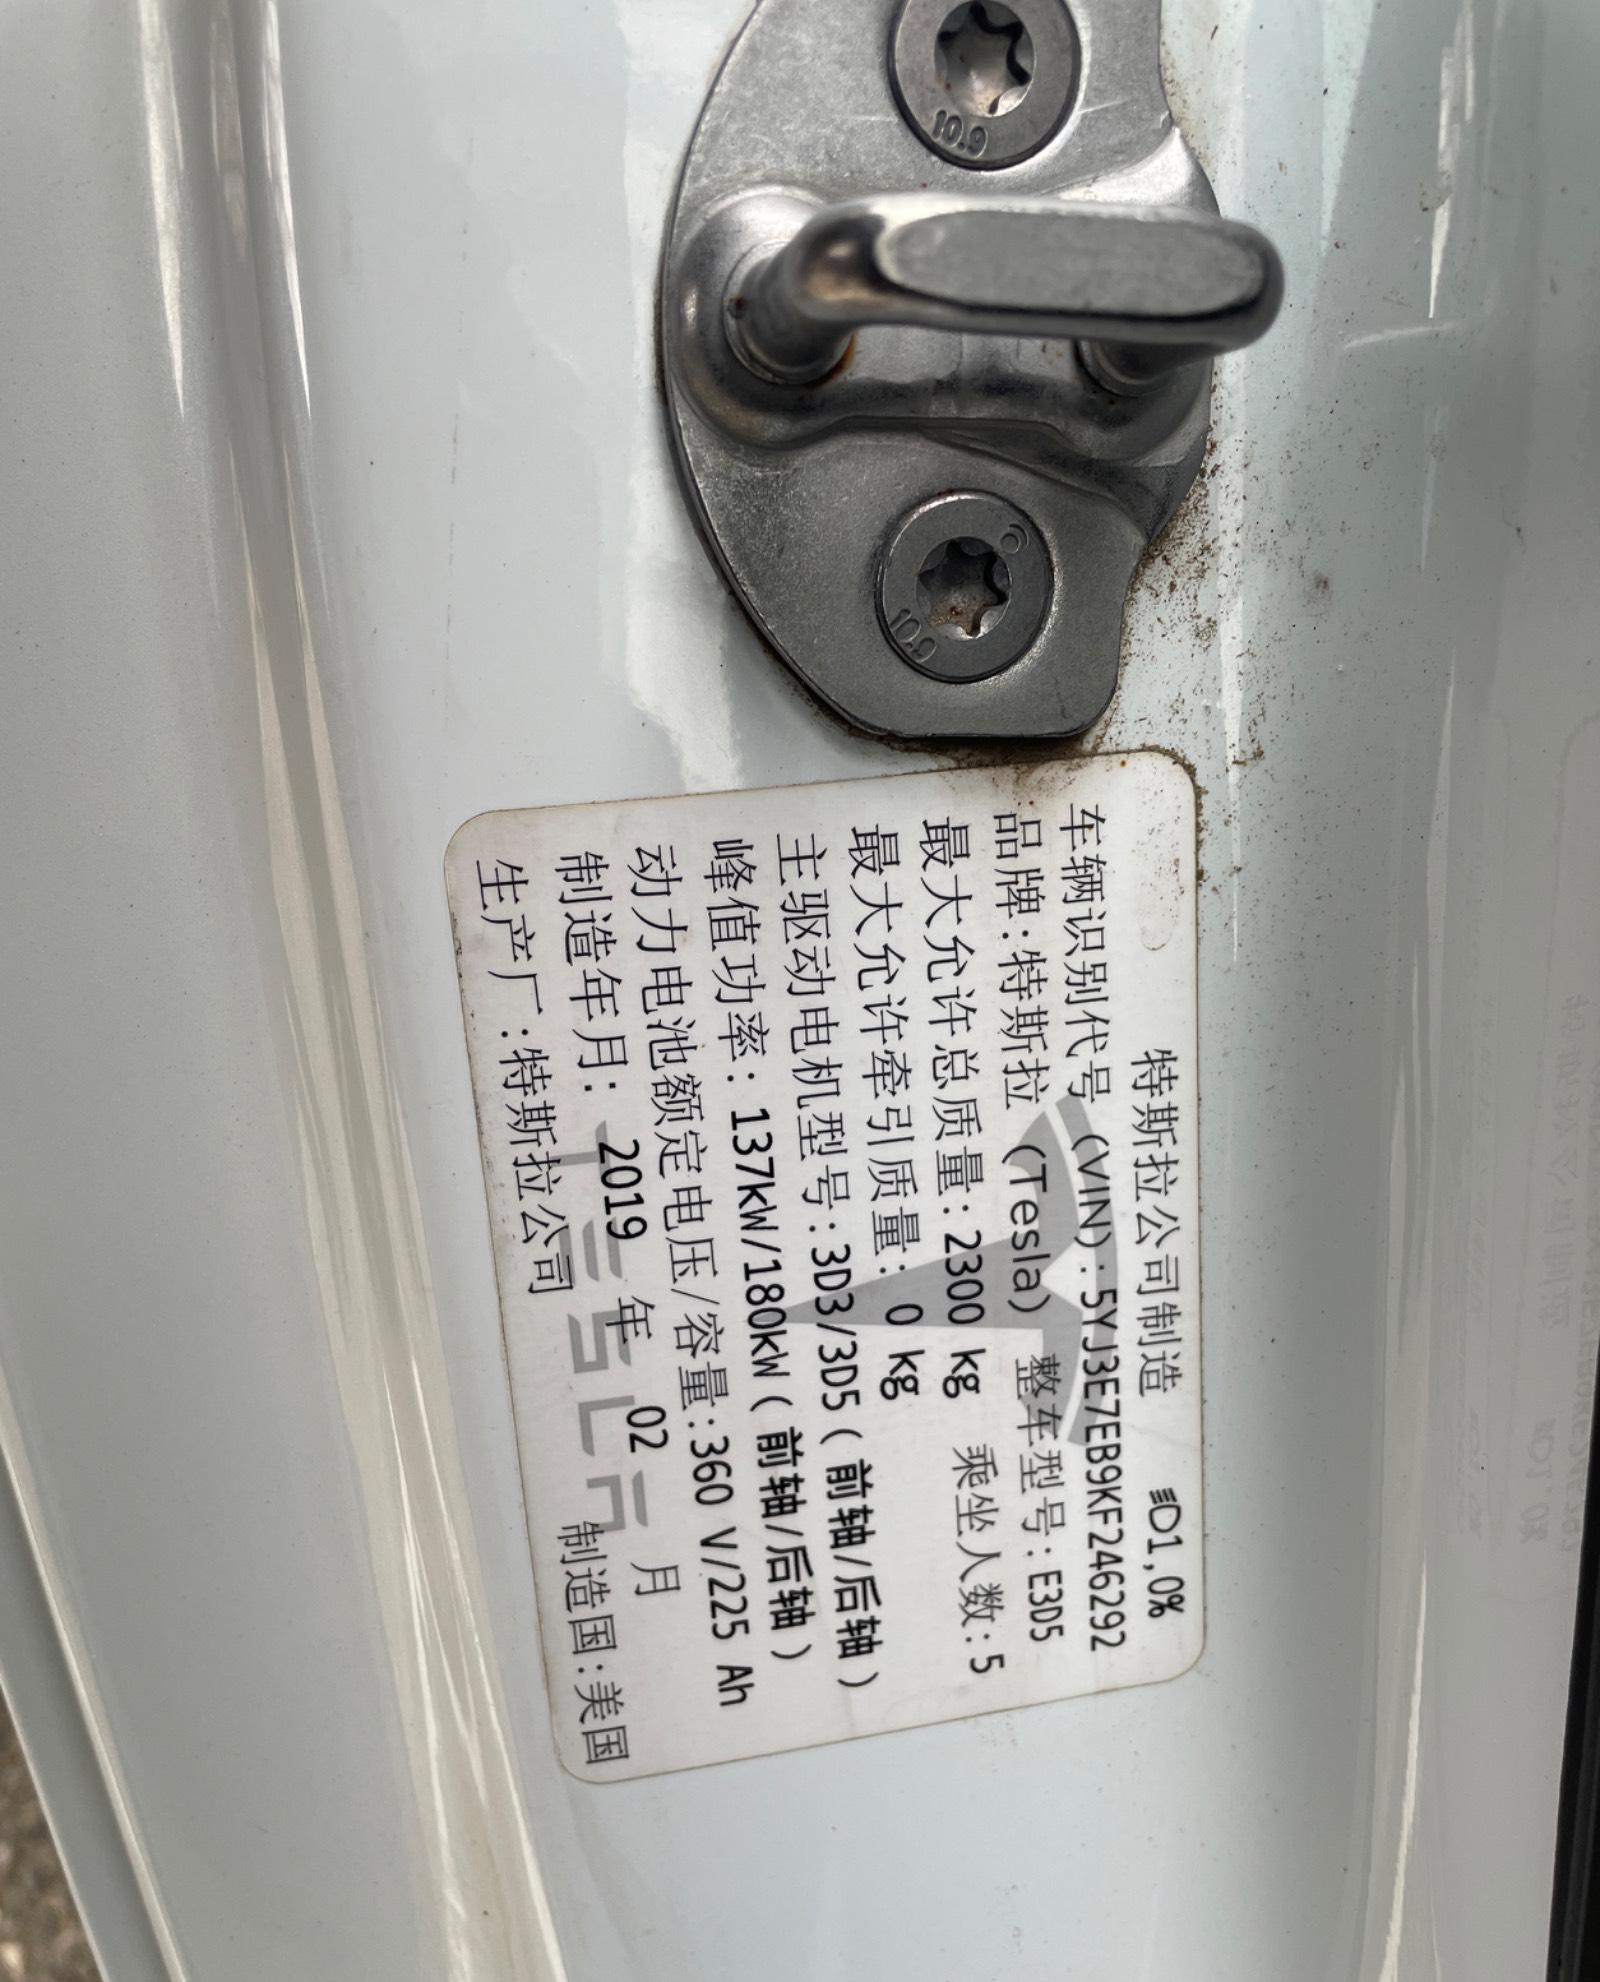 10.9
10.9
特斯拉公司制造 D1,0%
车辆识别代号 (VIN):5YJ3E7EB9KF246292
品牌:特斯拉 (Tesla) 整车型号:E3D5
最大允许总质量:2300 kg 乘坐人数:5
最大允许牵引质量: 0 kg
主驱动电机型号:3D3/3D5(前轴/后轴)
峰值功率: 137kW/180kW(前轴/后轴)
动力电池额定电压/容量:360 V/225 Ah
制造年月: 2019 年 02 月
生产厂:特斯拉公司 制造国:美国
TESLA